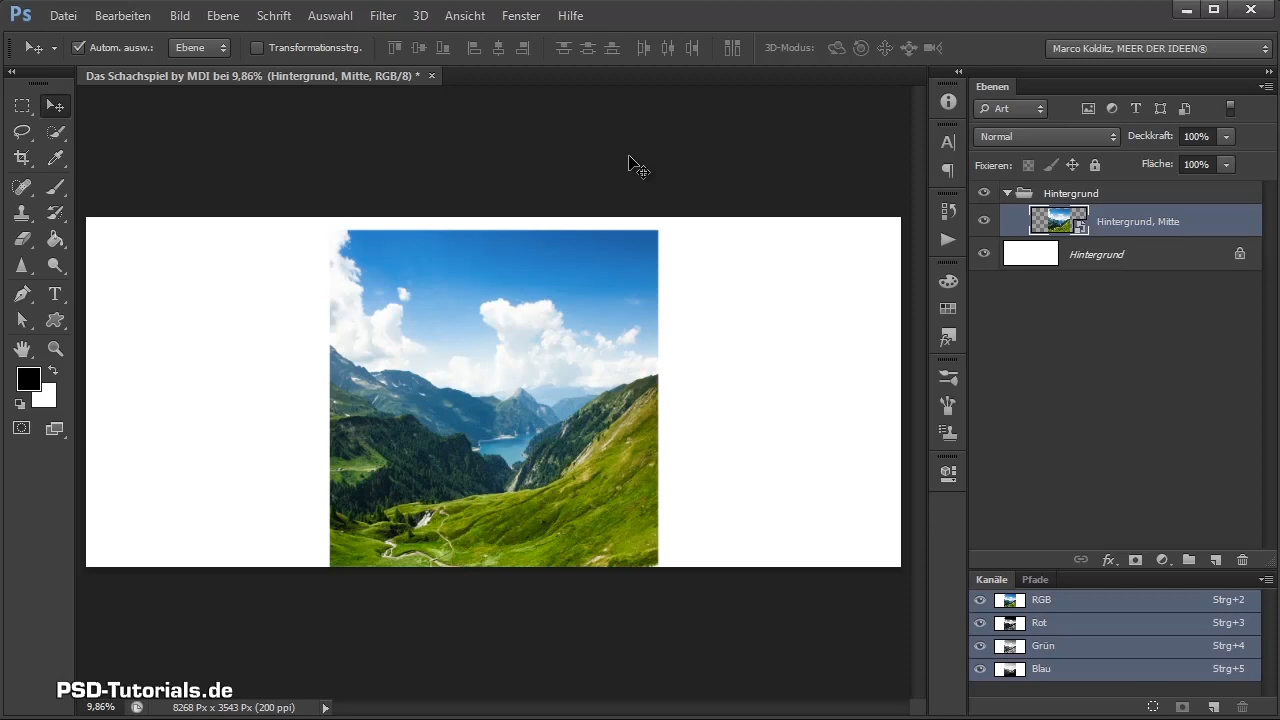 Ps Datei Bearbeiten Bild Ebene Schrift Auswahl Filter 3D Ansicht Fenster Hilfe
Autom. ausw.: Ebene Transformationsstrg. 3D-Modus: Marco Kolditz, MEER DER IDEEN®
Das Schachspiel by MDI bei 9,86% (Hintergrund, Mitte, RGB/8) * ×
Ebenen
Art
Normal Deckkraft: 100%
Fixieren: Fläche: 100%
Hintergrund
Hintergrund, Mitte
Hintergrund
fx
Kanäle Pfade
RGB Strg+2
Rot Strg+3
Grün Strg+4
Blau Strg+5
PSD-Tutorials.de
9,86% 8268 Px x 3543 Px (200 ppi)